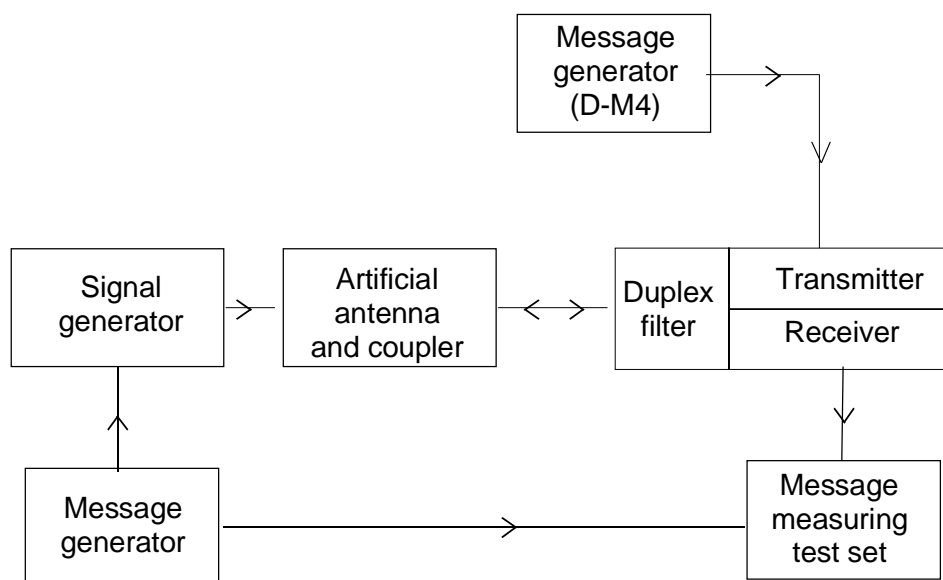 Message
generator
(D-M4)
Signal
generator
Artificial
antenna
and coupler
Duplex
filter
Transmitter
Receiver
Message
generator
Message
measuring
test set